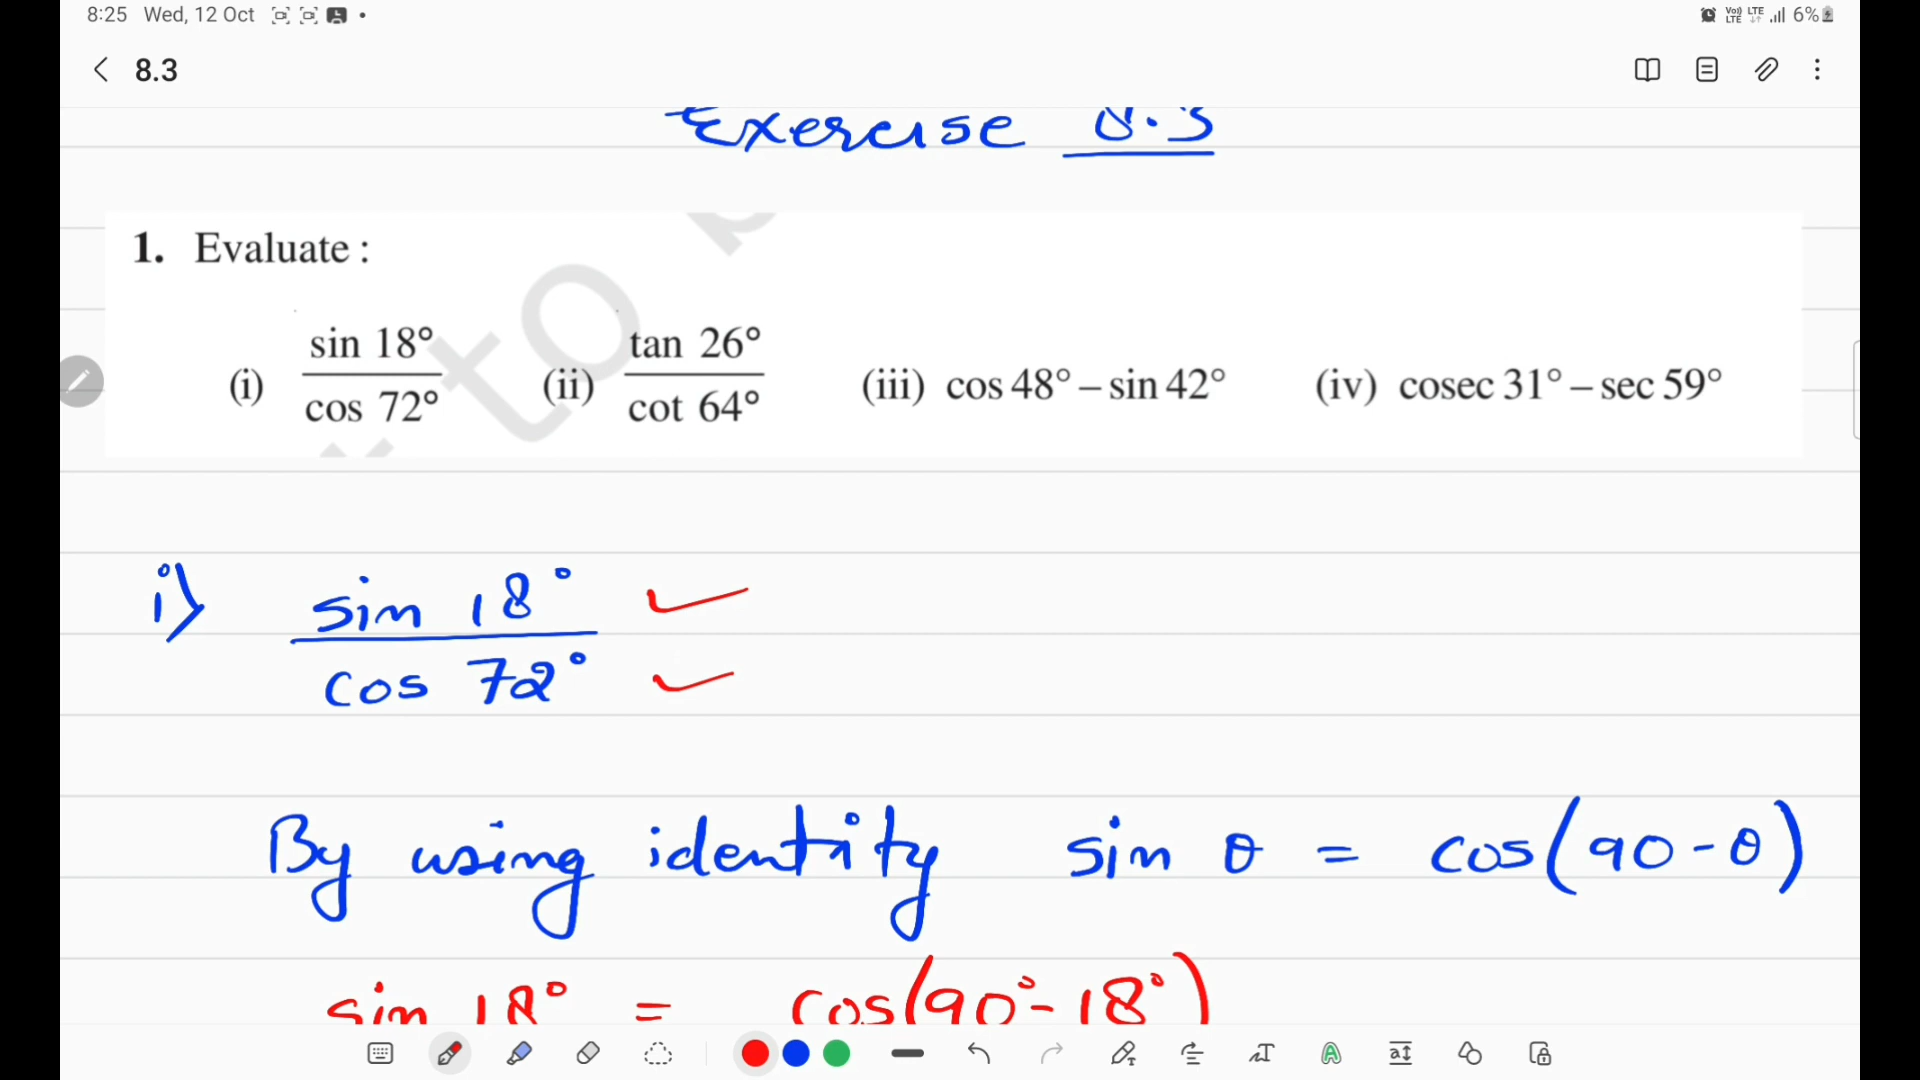 8:25 Wed, 12 Oct 6%
8.3
Exercise 8.3
1. Evaluate :
(i) sin 18° / cos 72° (ii) tan 26° / cot 64° (iii) cos 48° – sin 42° (iv) cosec 31° – sec 59°
to
i) sin 18°
cos 72°
By using identity sin θ = cos(90 - θ)
sin 18° = cos(90° - 18°)